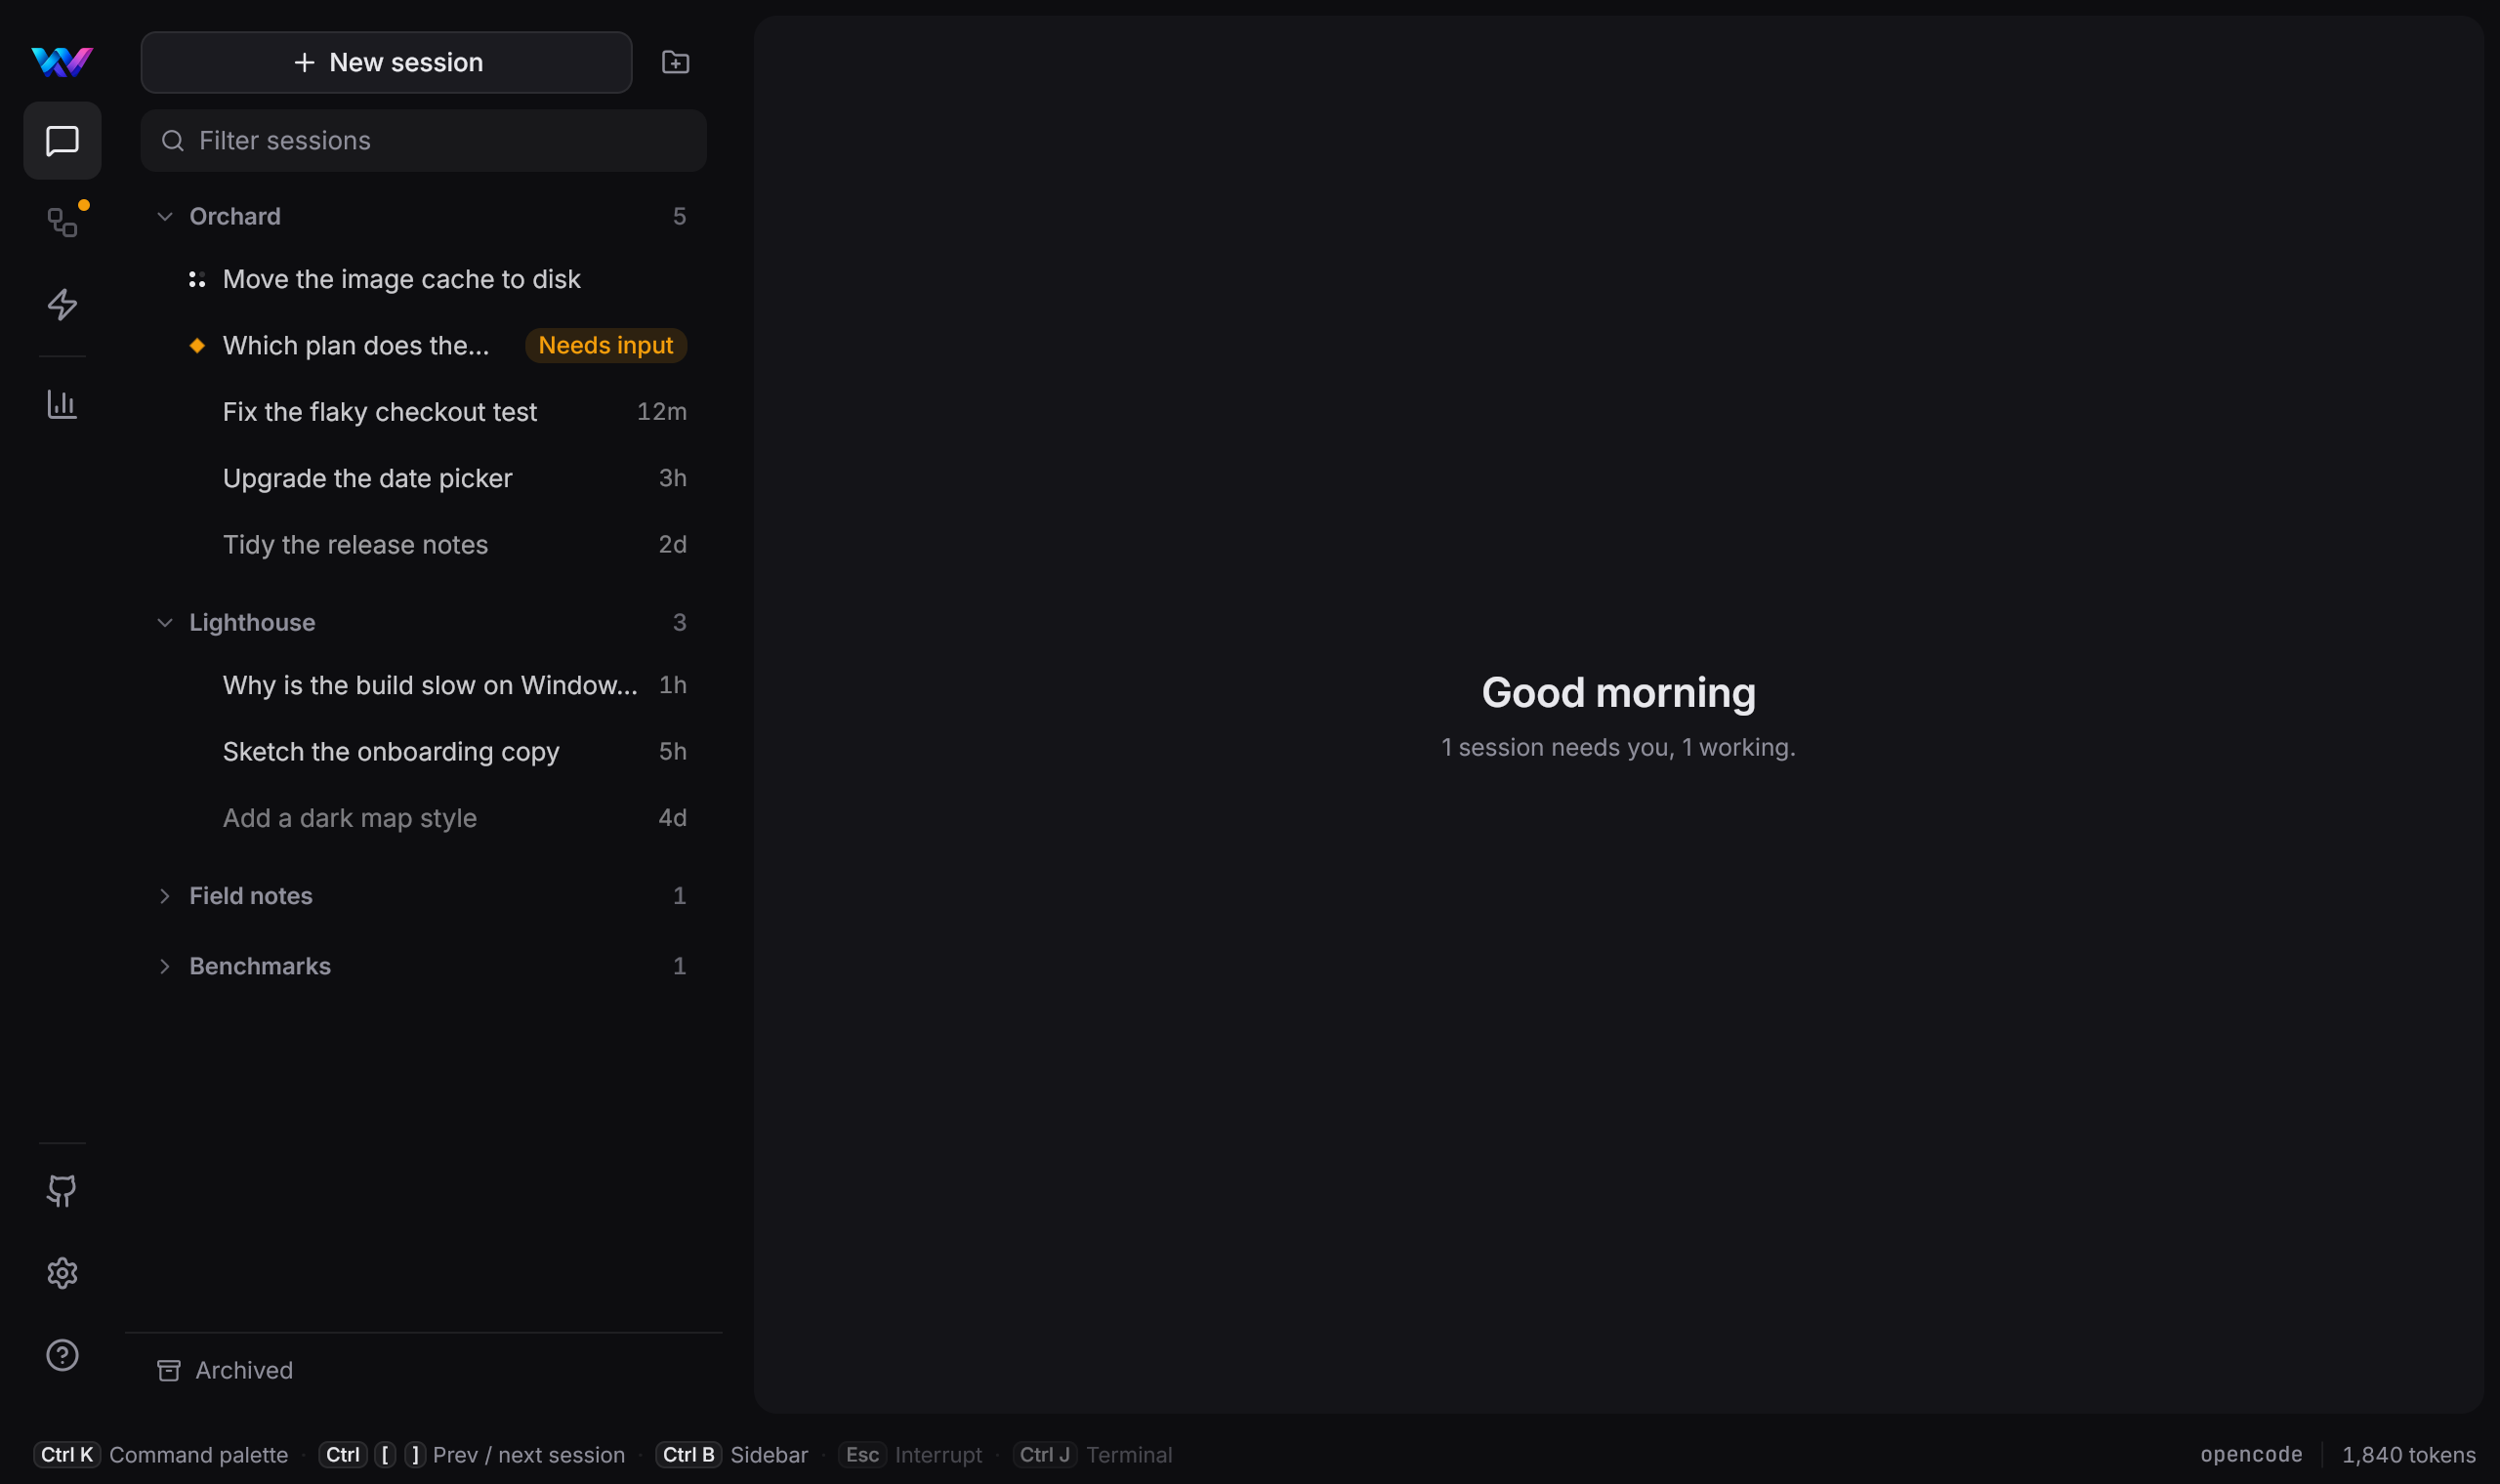 New session
Filter sessions
Orchard 5
Move the image cache to disk
Which plan does the... Needs input
Fix the flaky checkout test 12m
Upgrade the date picker 3h
Tidy the release notes 2d
Lighthouse 3
Why is the build slow on Window... 1h
Sketch the onboarding copy 5h
Add a dark map style 4d
Field notes 1
Benchmarks 1
Archived
Good morning
1 session needs you, 1 working.
Ctrl K Command palette · Ctrl [ ] Prev / next session · Ctrl B Sidebar · Esc Interrupt · Ctrl J Terminal
opencode 1,840 tokens